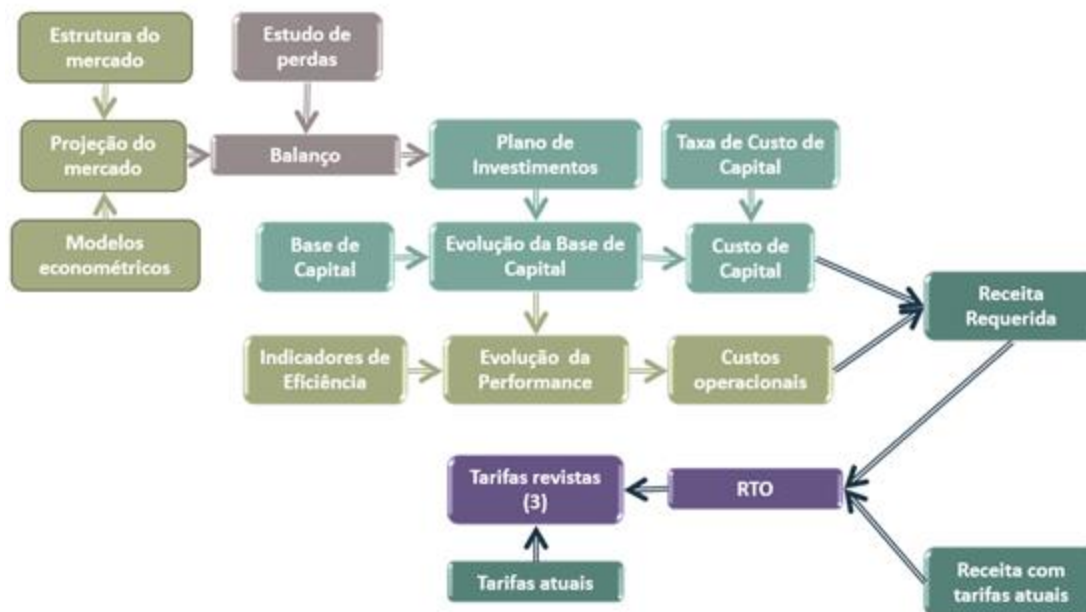 Estrutura do
mercado
Estudo de
perdas
Projeção do
mercado
Balanço
Plano de
Investimentos
Taxa de Custo de
Capital
Modelos
econométricos
Base de
Capital
Evolução da Base de
Capital
Custo de
Capital
Receita
Requerida
Indicadores de
Eficiência
Evolução da
Performance
Custos
operacionais
Tarifas revistas
(3)
RTO
Tarifas atuais
Receita com
tarifas atuais